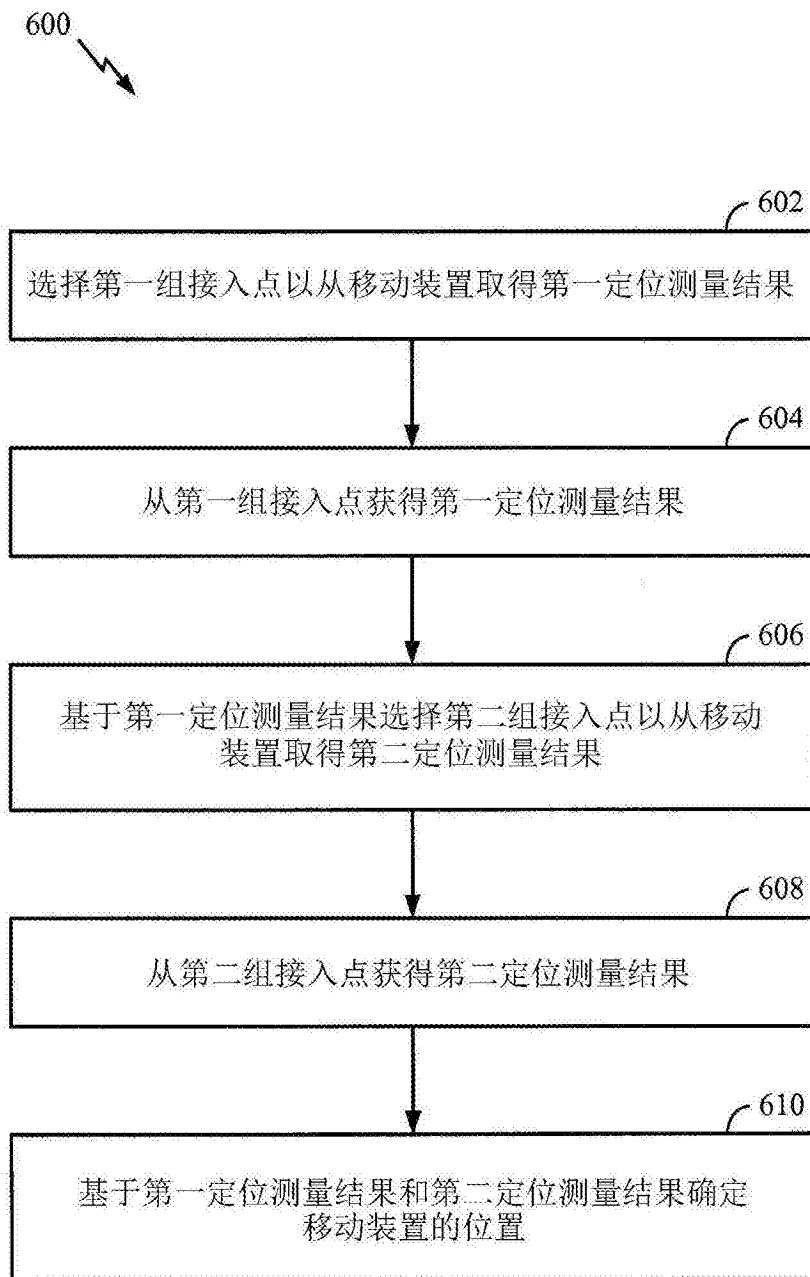 600
602
选择第一组接入点以从移动装置取得第一定位测量结果
604
从第一组接入点获得第一定位测量结果
606
基于第一定位测量结果选择第二组接入点以从移动
装置取得第二定位测量结果
608
从第二组接入点获得第二定位测量结果
610
基于第一定位测量结果和第二定位测量结果确定
移动装置的位置